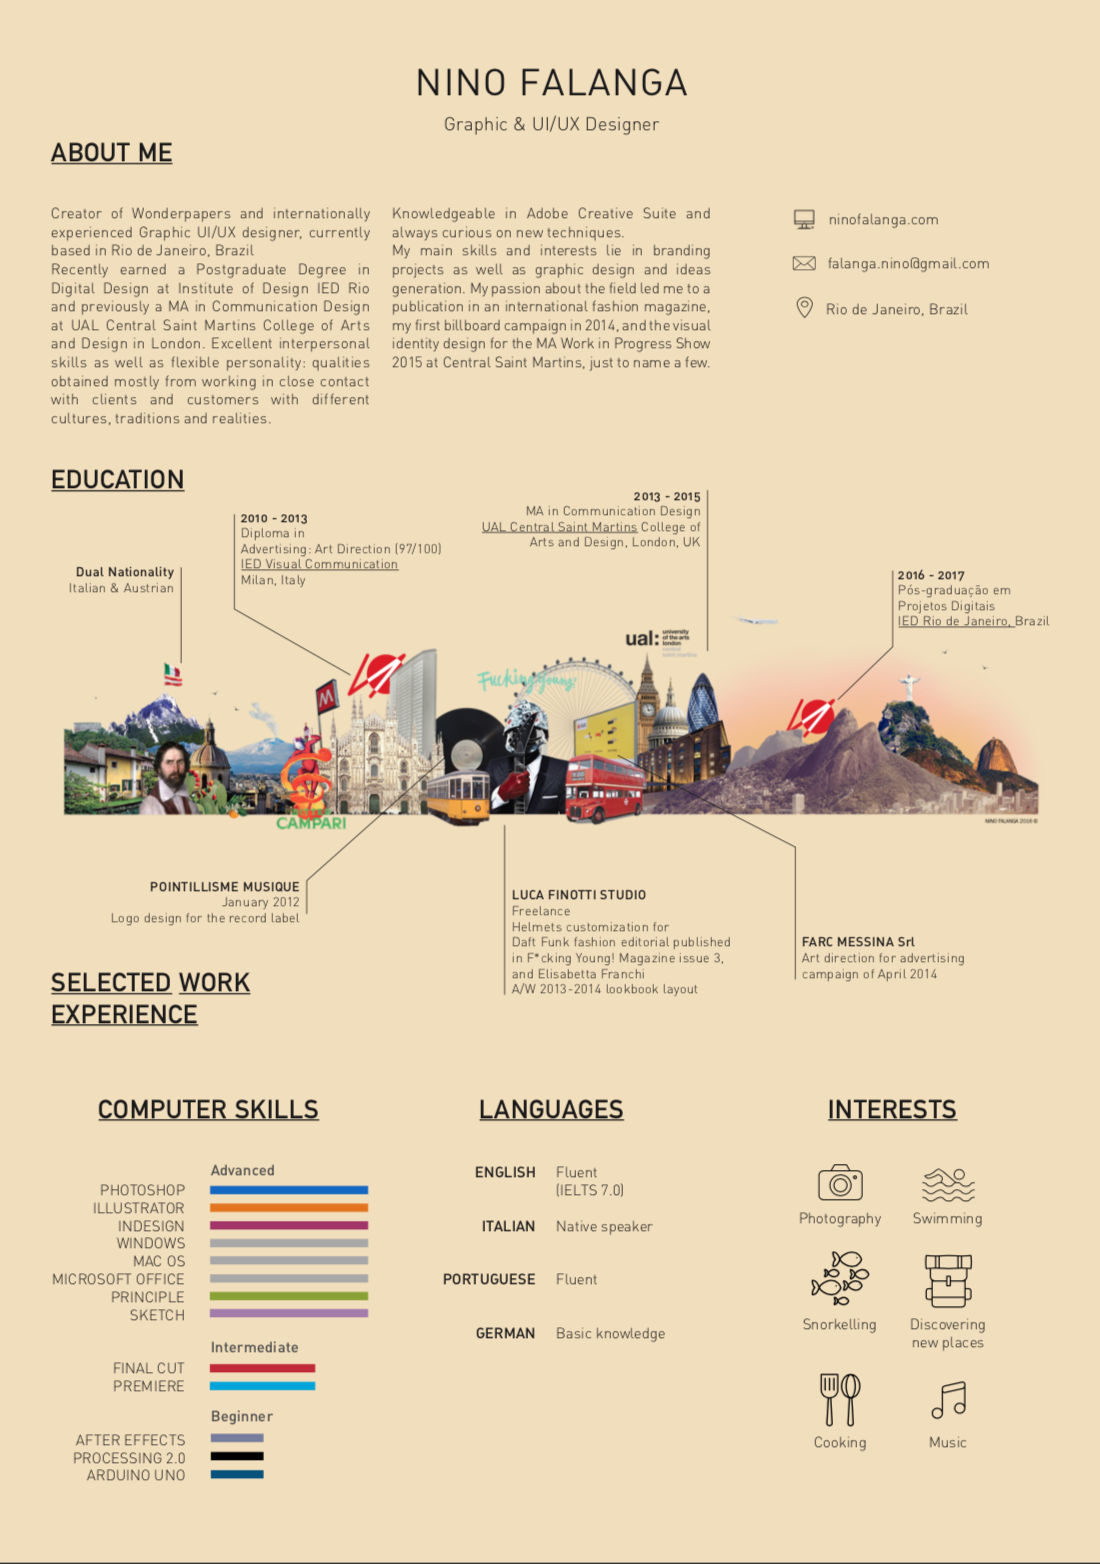 NINO FALANGA
Graphic & UI/UX Designer
ABOUT ME
Creator of Wonderpapers and internationally
experienced Graphic UI/UX designer, currently
based in Rio de Janeiro, Brazil
Recently earned a Postgraduate Degree in
Digital Design at Institute of Design IED Rio
and previously a MA in Communication Design
at UAL Central Saint Martins College of Arts
and Design in London. Excellent interpersonal
skills as well as flexible personality: qualities
obtained mostly from working in close contact
with clients and customers with different
cultures, traditions and realities.
Knowledgeable in Adobe Creative Suite and
always curious on new techniques.
My main skills and interests lie in branding
projects as well as graphic design and ideas
generation. My passion about the field led me to a
publication in an international fashion magazine,
my first billboard campaign in 2014, and the visual
identity design for the MA Work in Progress Show
2015 at Central Saint Martins, just to name a few.
ninofalanga.com
falanga.nino@gmail.com
Rio de Janeiro, Brazil
EDUCATION
Dual Nationality
Italian & Austrian
2010 - 2013
Diploma in
Advertising: Art Direction (97/100)
IED Visual Communication
Milan, Italy
2013 - 2015
MA in Communication Design
UAL Central Saint Martins College of
Arts and Design, London, UK
2016 - 2017
Pós-graduação em
Projetos Digitais
IED Rio de Janeiro, Brazil
ual:
university
of the arts
london
central
saint martins
Fucking Young!
M
CAMPARI
NINO FALANGA 2016 ©
POINTILLISME MUSIQUE
January 2012
Logo design for the record label
LUCA FINOTTI STUDIO
Freelance
Helmets customization for
Daft Funk fashion editorial published
in F*cking Young! Magazine issue 3,
and Elisabetta Franchi
A/W 2013-2014 lookbook layout
FARC MESSINA Srl
Art direction for advertising
campaign of April 2014
SELECTED WORK
EXPERIENCE
COMPUTER SKILLS
Advanced
PHOTOSHOP
ILLUSTRATOR
INDESIGN
WINDOWS
MAC OS
MICROSOFT OFFICE
PRINCIPLE
SKETCH
Intermediate
FINAL CUT
PREMIERE
Beginner
AFTER EFFECTS
PROCESSING 2.0
ARDUINO UNO
LANGUAGES
ENGLISH Fluent
(IELTS 7.0)
ITALIAN Native speaker
PORTUGUESE Fluent
GERMAN Basic knowledge
INTERESTS
Photography
Swimming
Snorkelling
Discovering
new places
Cooking
Music